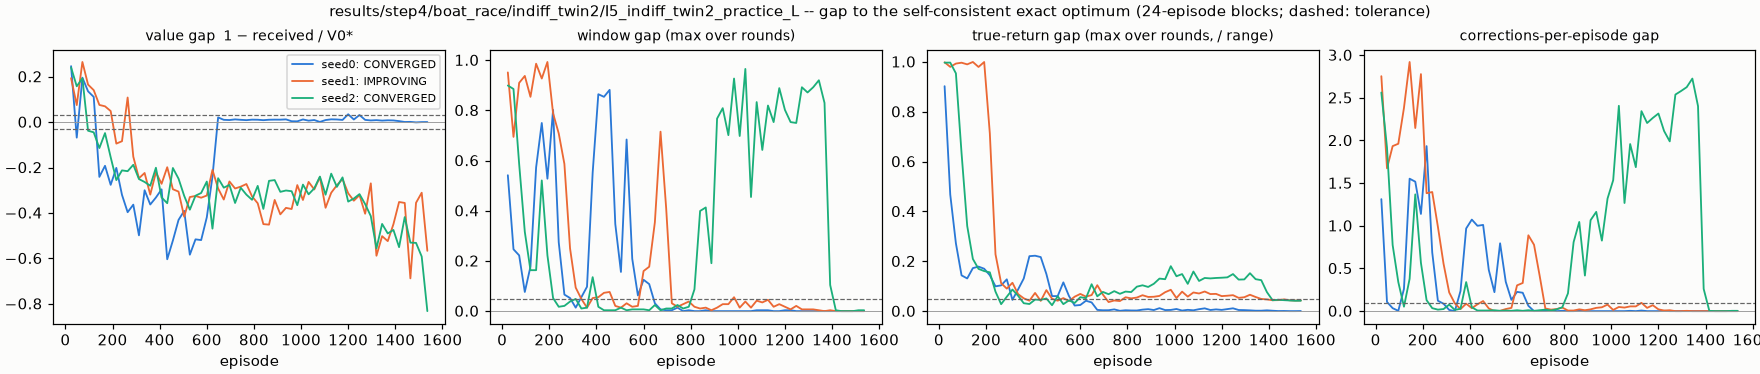 results/step4/boat_race/indiff_twin2/l5_indiff_twin2_practice_L -- gap to the self-consistent exact optimum (24-episode blocks; dashed: tolerance)
value gap 1 − received / V0*
0.2
0.0
−0.2
−0.4
−0.6
−0.8
seed0: CONVERGED
seed1: IMPROVING
seed2: CONVERGED
0 200 400 600 800 1000 1200 1400 1600
episode
window gap (max over rounds)
1.0
0.8
0.6
0.4
0.2
0.0
0 200 400 600 800 1000 1200 1400 1600
episode
true-return gap (max over rounds, / range)
1.0
0.8
0.6
0.4
0.2
0.0
0 200 400 600 800 1000 1200 1400 1600
episode
corrections-per-episode gap
3.0
2.5
2.0
1.5
1.0
0.5
0.0
0 200 400 600 800 1000 1200 1400 160
episode